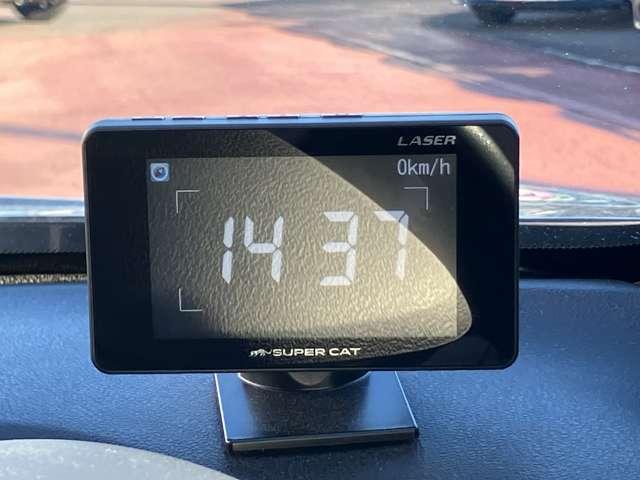 LASER
0km/h
14 37
SUPER CAT